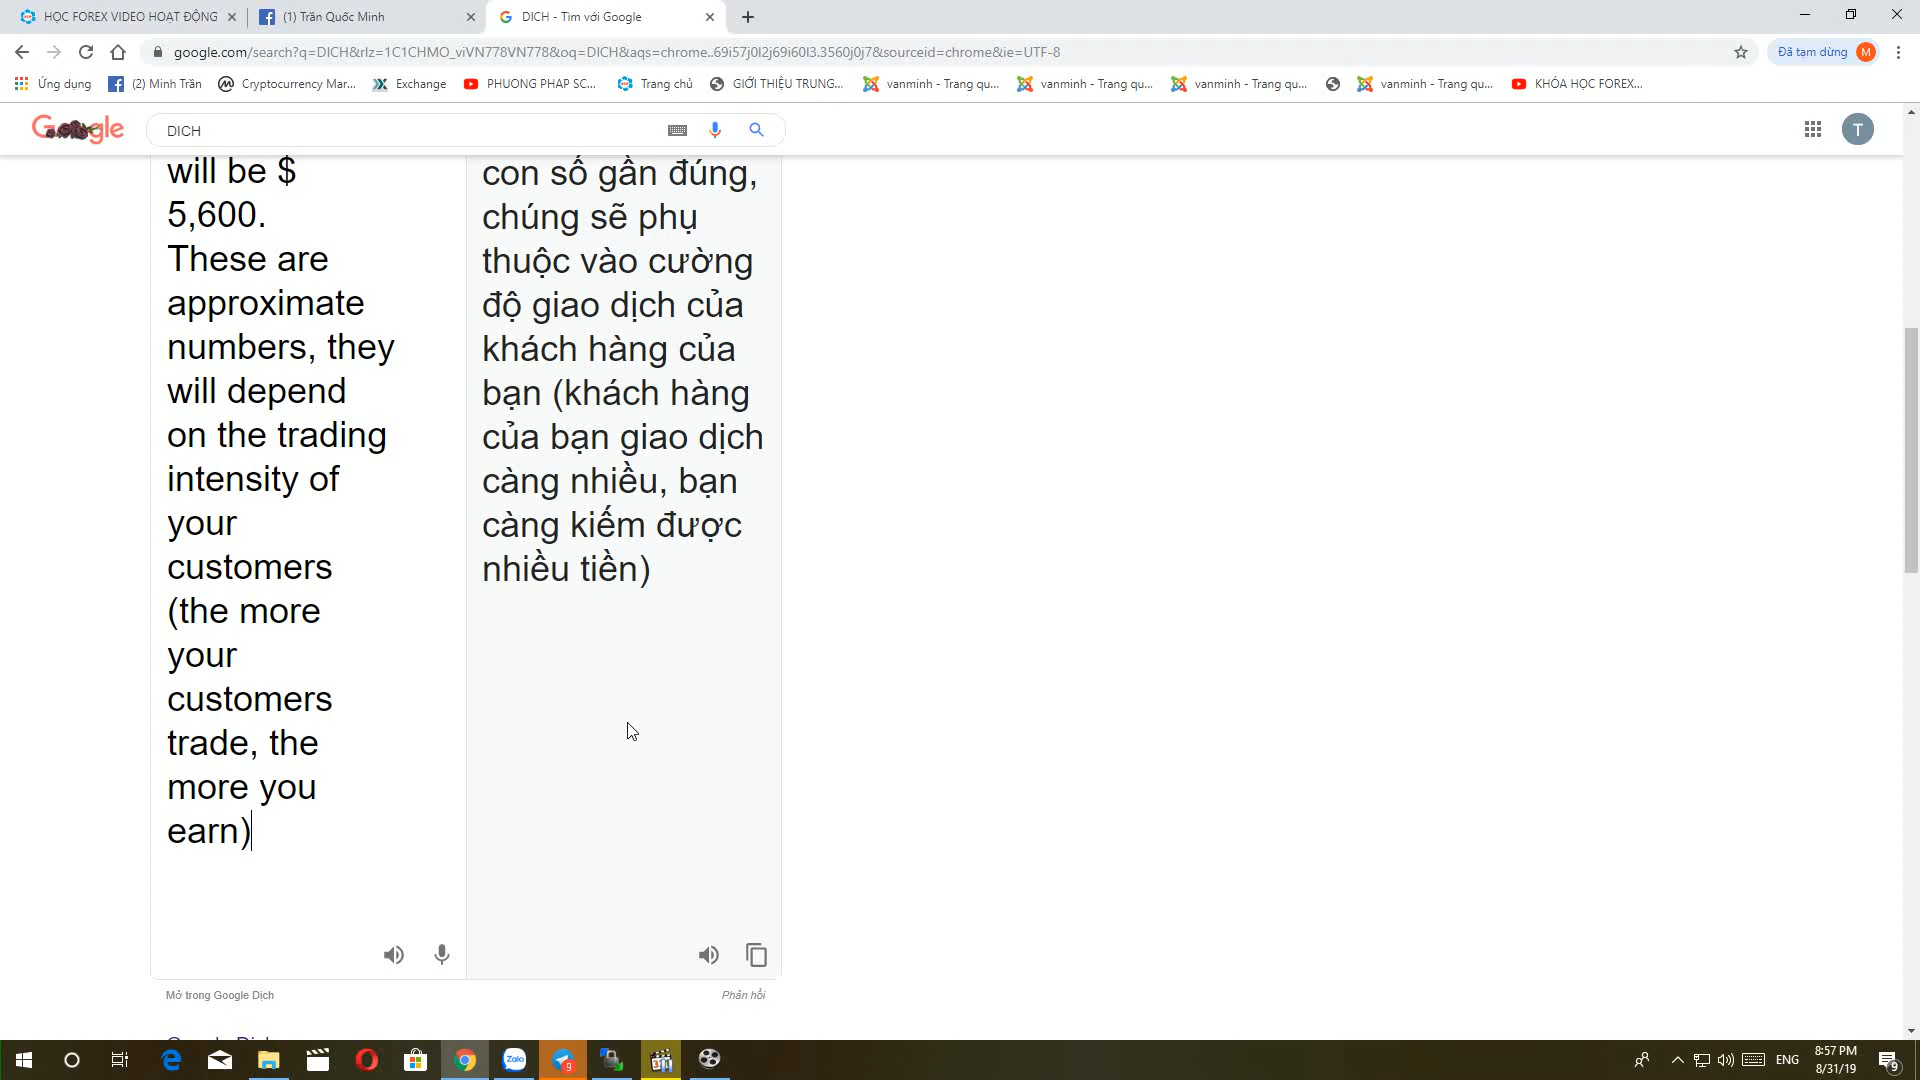 HỌC FOREX VIDEO HOẠT ĐỘNG
(1) Trần Quốc Minh
DICH - Tìm với Google
google.com/search?q=DICH&rlz=1C1CHMO_viVN778VN778&oq=DICH&aqs=chrome..69i57j0l2j69i60l3.3560j0j7&sourceid=chrome&ie=UTF-8
Đã tạm dừng
M
Ứng dụng
(2) Minh Trần
Cryptocurrency Mar...
Exchange
PHUONG PHAP SC...
Trang chủ
GIỚI THIỆU TRUNG...
vanminh - Trang qu...
vanminh - Trang qu...
vanminh - Trang qu...
vanminh - Trang qu...
KHÓA HỌC FOREX...
Google
DICH
T
will be $
5,600.
These are
approximate
numbers, they
will depend
on the trading
intensity of
your
customers
(the more
your
customers
trade, the
more you
earn)
con số gần đúng,
chúng sẽ phụ
thuộc vào cường
độ giao dịch của
khách hàng của
bạn (khách hàng
của bạn giao dịch
càng nhiều, bạn
càng kiếm được
nhiều tiền)
Mở trong Google Dịch
Phản hồi
Zalo
9
ENG
8:57 PM
8/31/19
9